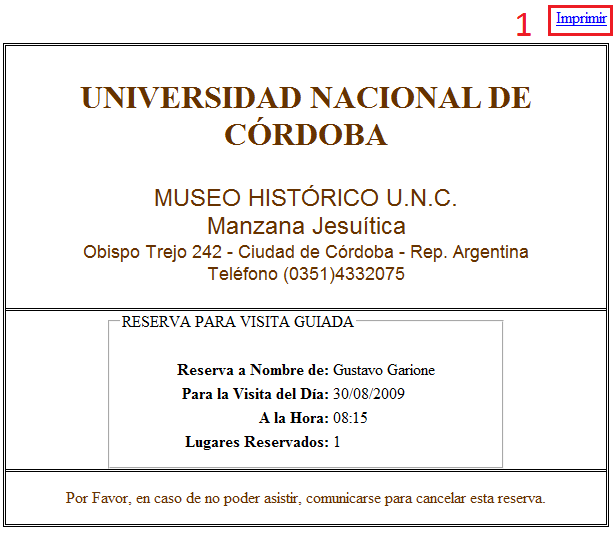 1 Imprimir
UNIVERSIDAD NACIONAL DE
CÓRDOBA
MUSEO HISTÓRICO U.N.C.
Manzana Jesuítica
Obispo Trejo 242 - Ciudad de Córdoba - Rep. Argentina
Teléfono (0351)4332075
RESERVA PARA VISITA GUIADA
Reserva a Nombre de: Gustavo Garione
Para la Visita del Día: 30/08/2009
A la Hora: 08:15
Lugares Reservados: 1
Por Favor, en caso de no poder asistir, comunicarse para cancelar esta reserva.